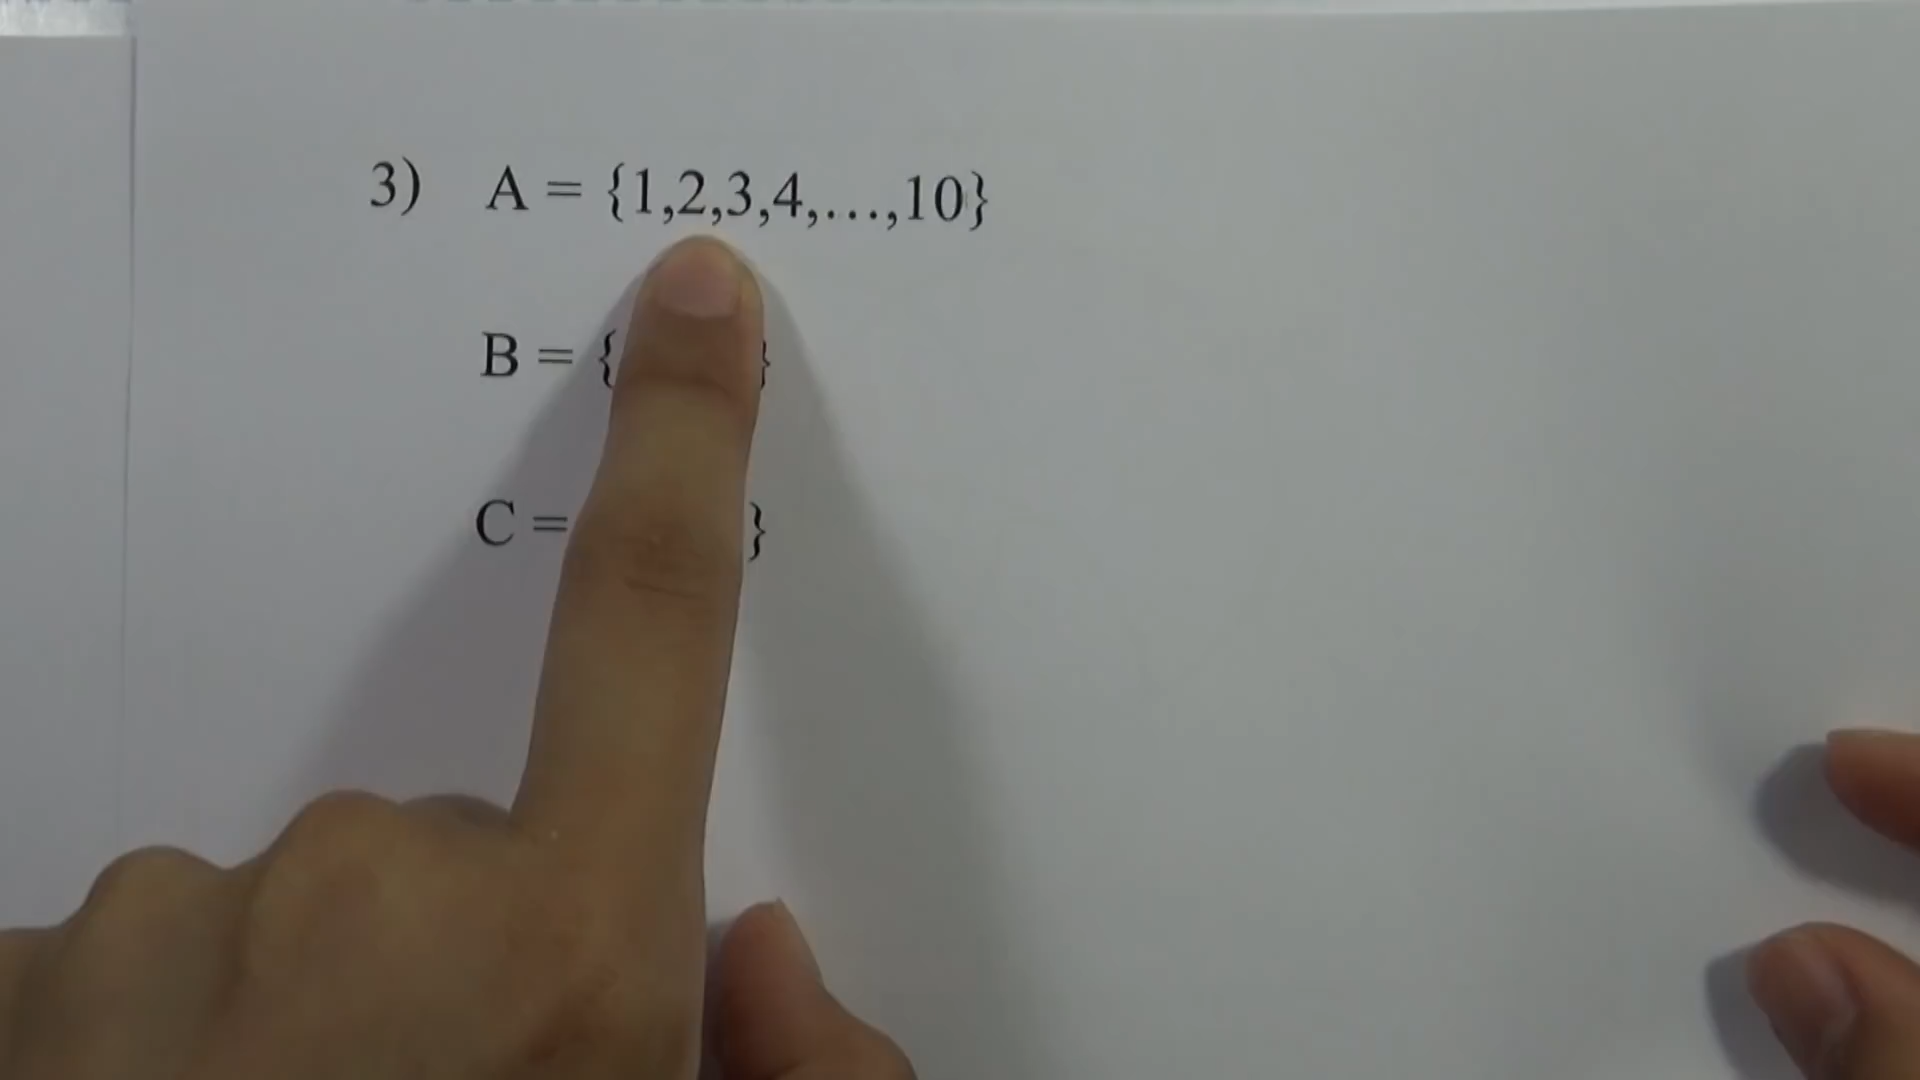 3) A = {1,2,3,4,...,10}
B = { }
C = }